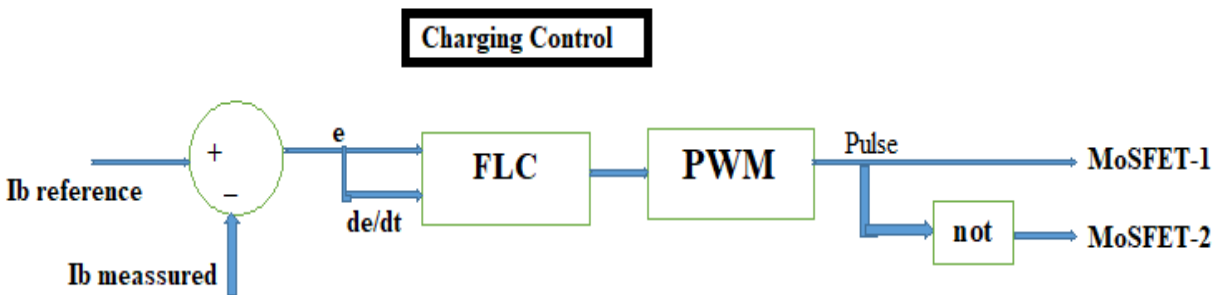 Charging Control
+
−
Ib reference
Ib meassured
e
de/dt
FLC
PWM
Pulse
not
MoSFET-1
MoSFET-2